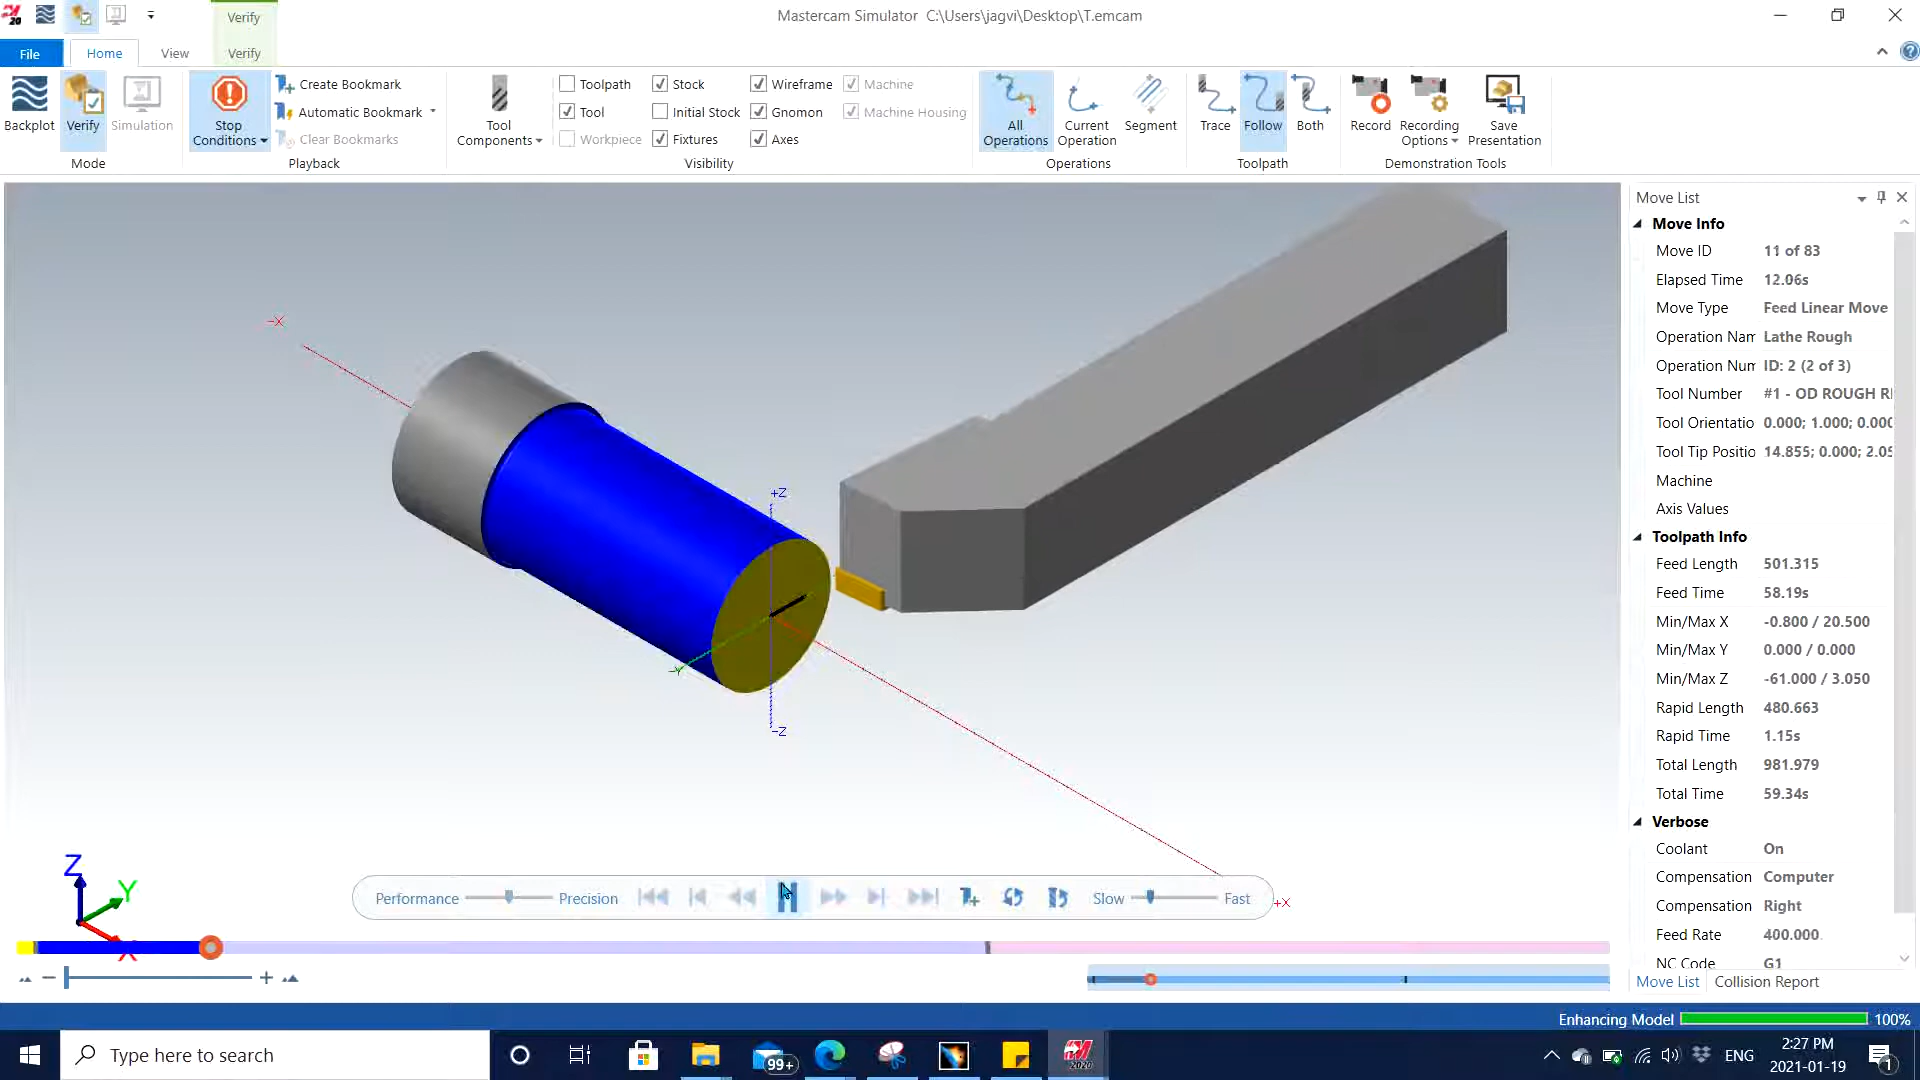 Verify
Mastercam Simulator C:\Users\jagvi\Desktop\T.emcam
File
Home
View
Verify
Backplot
Verify
Simulation
Mode
Stop
Conditions
Create Bookmark
Automatic Bookmark
Clear Bookmarks
Playback
Tool
Components
Toolpath
Tool
Workpiece
Stock
Initial Stock
Fixtures
Wireframe
Gnomon
Axes
Machine
Machine Housing
Visibility
All
Operations
Current
Operation
Segment
Operations
Trace
Follow
Both
Toolpath
Record
Recording
Options
Save
Presentation
Demonstration Tools
Move List
Move Info
Move ID 11 of 83
Elapsed Time 12.06s
Move Type Feed Linear Move
Operation Nam Lathe Rough
Operation Num ID: 2 (2 of 3)
Tool Number #1 - OD ROUGH RI
Tool Orientatio 0.000; 1.000; 0.000
Tool Tip Positio 14.855; 0.000; 2.05
Machine
Axis Values
Toolpath Info
Feed Length 501.315
Feed Time 58.19s
Min/Max X -0.800 / 20.500
Min/Max Y 0.000 / 0.000
Min/Max Z -61.000 / 3.050
Rapid Length 480.663
Rapid Time 1.15s
Total Length 981.979
Total Time 59.34s
Verbose
Coolant On
Compensation Computer
Compensation Right
Feed Rate 400.000
NC Code G1
Move List
Collision Report
-X
+Z
-Y
-Z
+X
Z
Y
X
Performance
Precision
Slow
Fast
Enhancing Model 100%
Type here to search
99+
2020
ENG
2:27 PM
2021-01-19
1